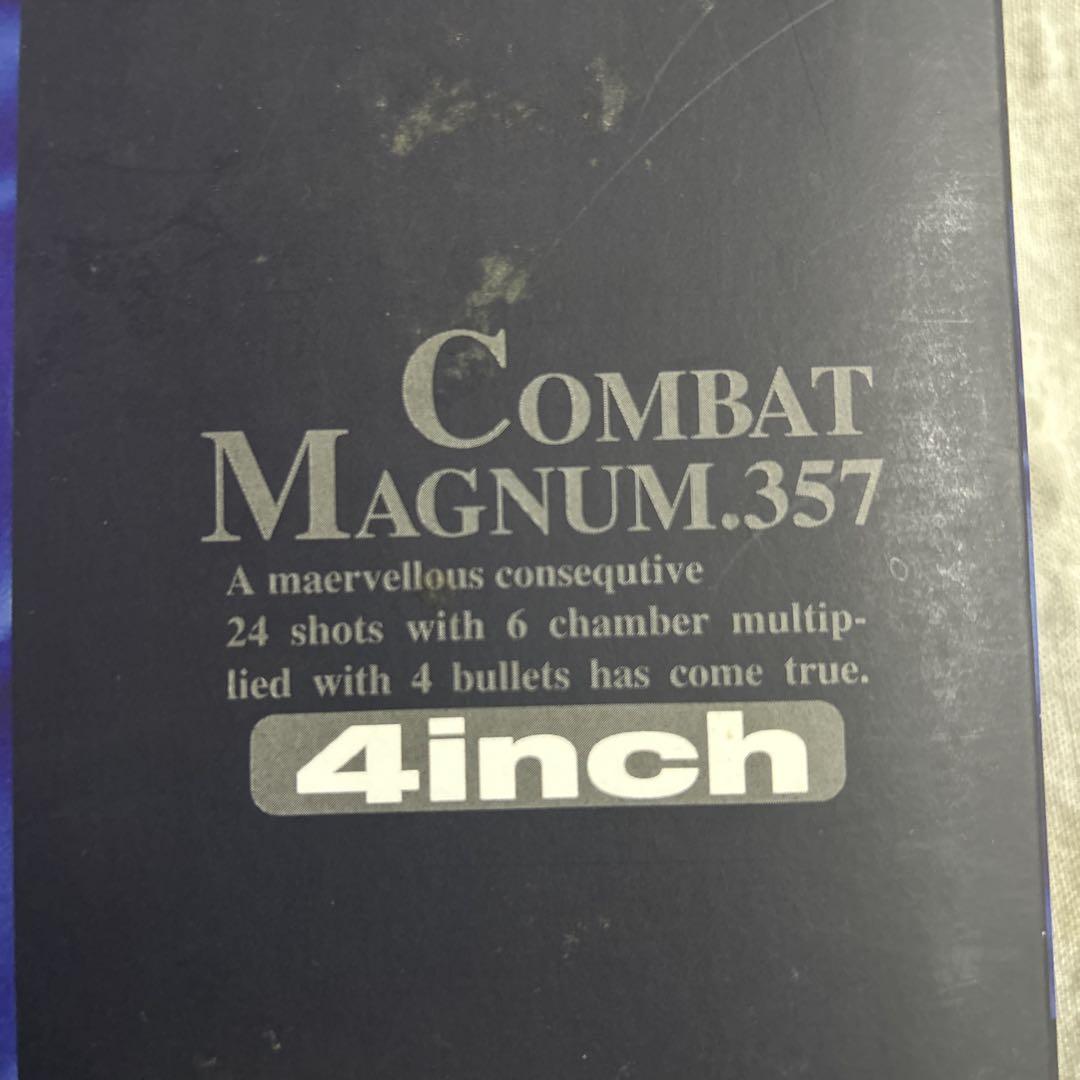 COMBAT
MAGNUM.357
A maervellous consequtive
24 shots with 6 chamber multip-
lied with 4 bullets has come true.
4inch